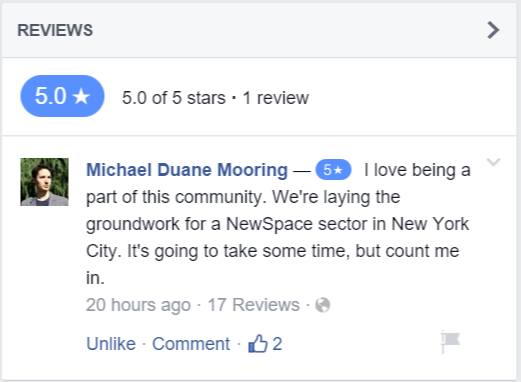 REVIEWS
5.0 ★ 5.0 of 5 stars · 1 review
Michael Duane Mooring — 5★ I love being a
part of this community. We're laying the
groundwork for a NewSpace sector in New York
City. It's going to take some time, but count me
in.
20 hours ago · 17 Reviews ·
Unlike · Comment · 2